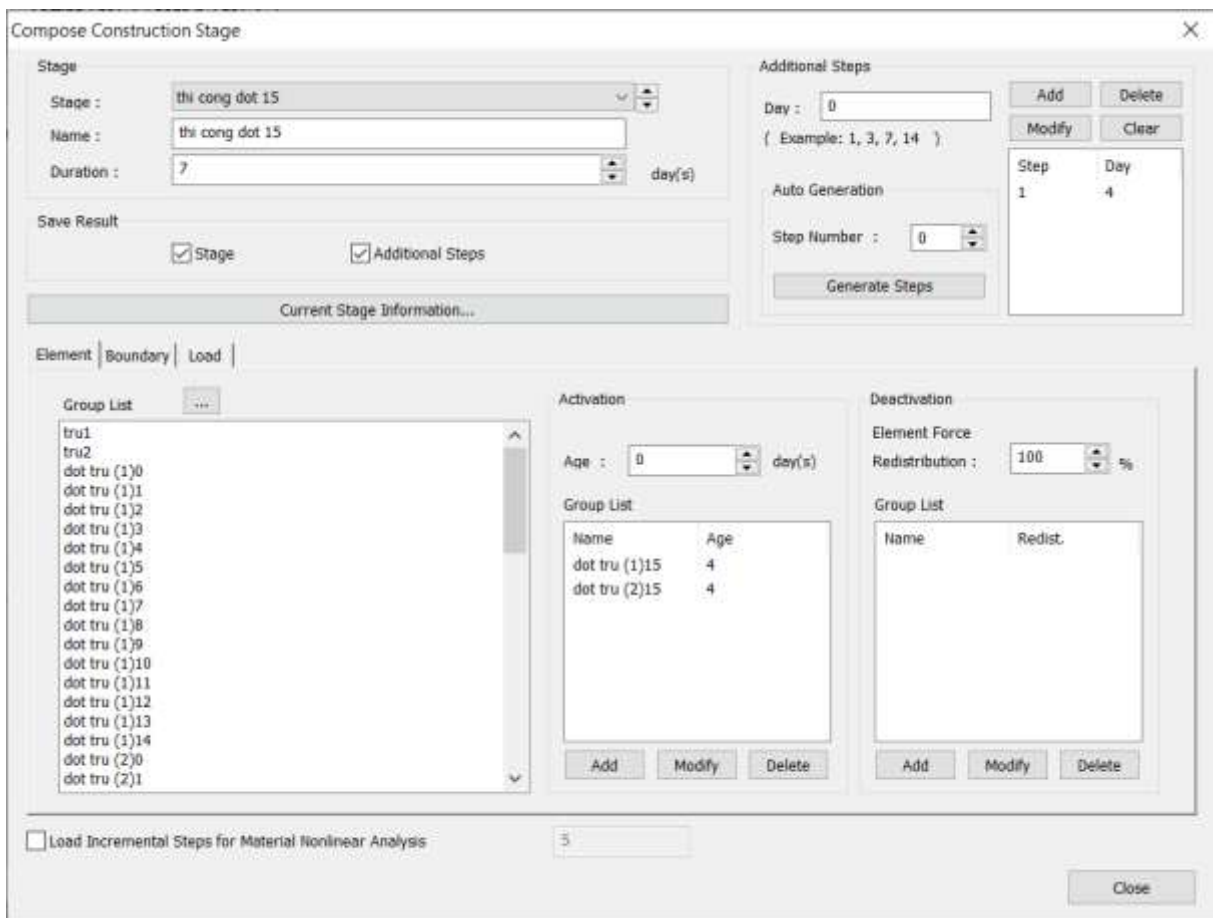 Compose Construction Stage
Stage
Stage :
thi cong dot 15
Name :
thi cong dot 15
Duration :
7
day(s)
Save Result
Stage
Additional Steps
Current Stage Information...
Additional Steps
Day :
0
( Example: 1, 3, 7, 14 )
Add
Delete
Modify
Clear
Auto Generation
Step Number :
0
Generate Steps
Step Day
1 4
Element
Boundary
Load
Group List
...
tru1
tru2
dot tru (1)0
dot tru (1)1
dot tru (1)2
dot tru (1)3
dot tru (1)4
dot tru (1)5
dot tru (1)6
dot tru (1)7
dot tru (1)8
dot tru (1)9
dot tru (1)10
dot tru (1)11
dot tru (1)12
dot tru (1)13
dot tru (1)14
dot tru (2)0
dot tru (2)1
Activation
Age :
0
day(s)
Group List
Name Age
dot tru (1)15 4
dot tru (2)15 4
Add
Modify
Delete
Deactivation
Element Force
Redistribution :
100
%
Group List
Name Redist.
Add
Modify
Delete
Load Incremental Steps for Material Nonlinear Analysis
5
Close